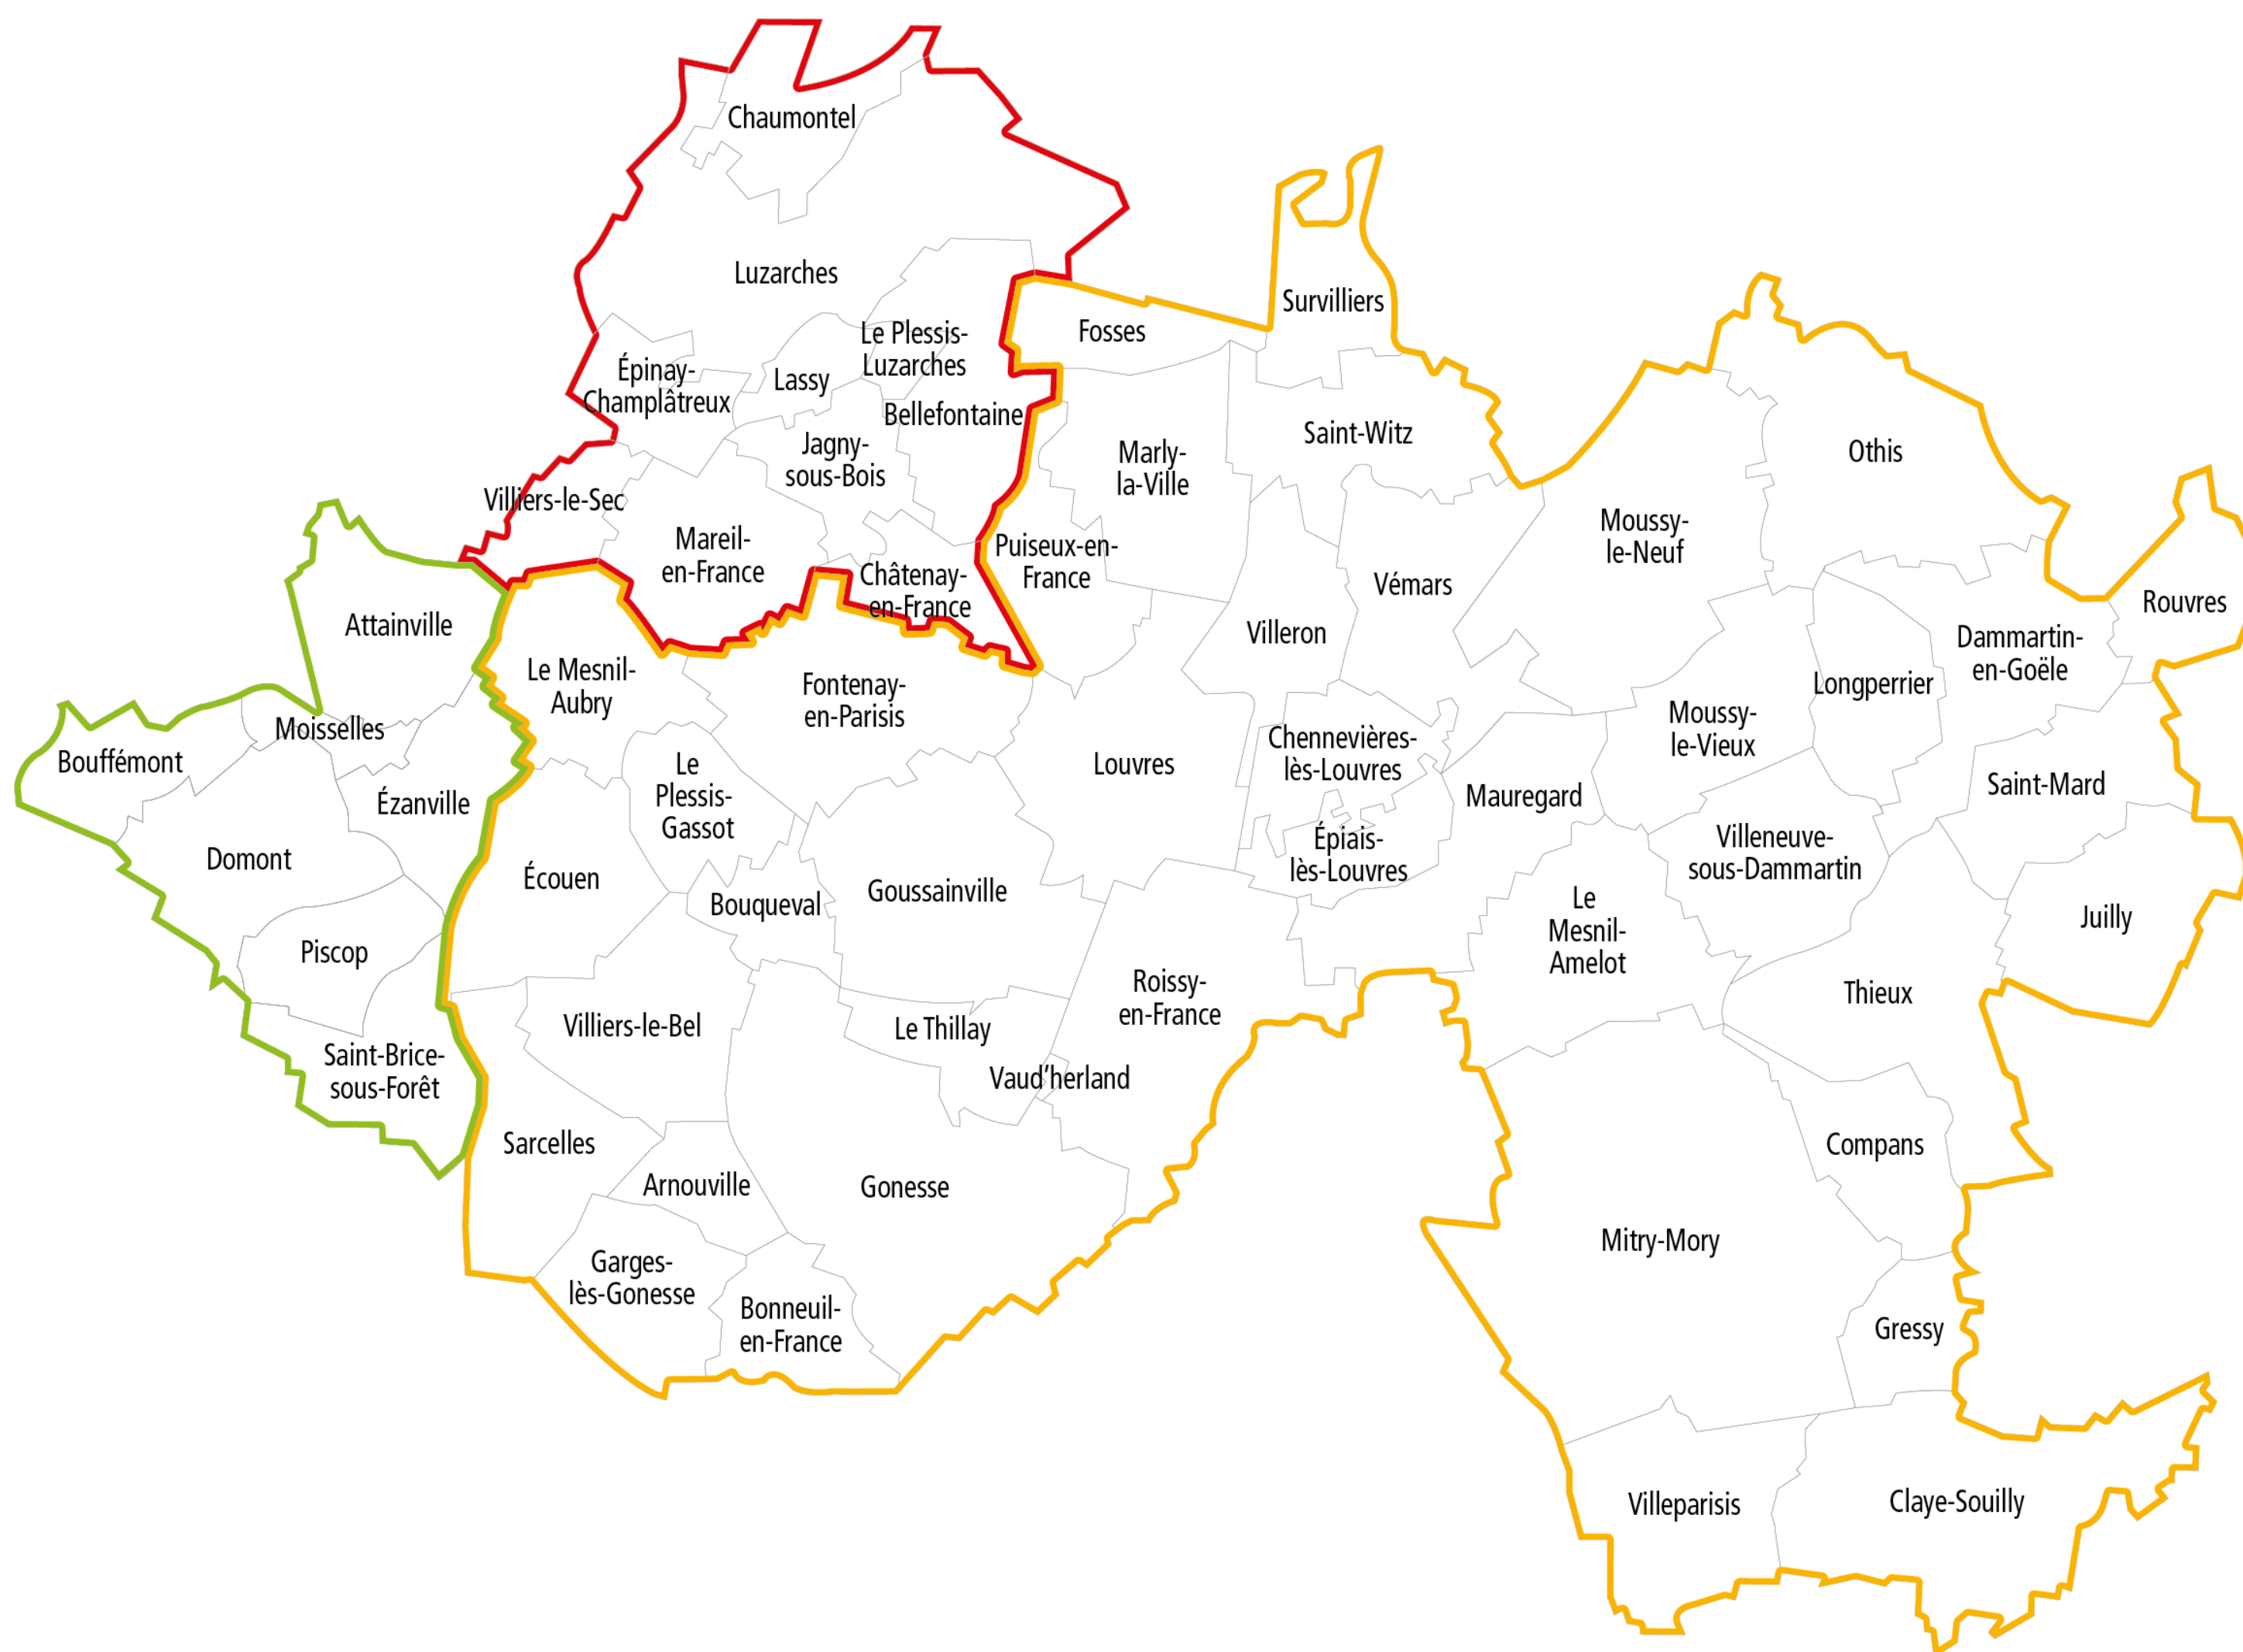 Chaumontel
Luzarches
Survilliers
Fosses
Le Plessis-
Luzarches
Épinay-
Champlâtreux
Lassy
Bellefontaine
Saint-Witz
Othis
Jagny-
sous-Bois
Marly-
la-Ville
Villiers-le-Sec
Moussy-
le-Neuf
Mareil-
en-France
Puiseux-en-
France
Châtenay-
en-France
Vémars
Rouvres
Attainville
Villeron
Dammartin-
en-Goële
Le Mesnil-
Aubry
Fontenay-
en-Parisis
Longperrier
Moisselles
Moussy-
le-Vieux
Bouffémont
Chennevières-
lès-Louvres
Louvres
Le
Plessis-
Gassot
Ézanville
Mauregard
Saint-Mard
Domont
Épiais-
lès-Louvres
Villeneuve-
sous-Dammartin
Écouen
Goussainville
Bouqueval
Le
Mesnil-
Amelot
Juilly
Piscop
Roissy-
en-France
Thieux
Villiers-le-Bel
Le Thillay
Saint-Brice-
sous-Forêt
Vaud’herland
Sarcelles
Compans
Arnouville
Gonesse
Mitry-Mory
Garges-
lès-Gonesse
Bonneuil-
en-France
Gressy
Villeparisis
Claye-Souilly